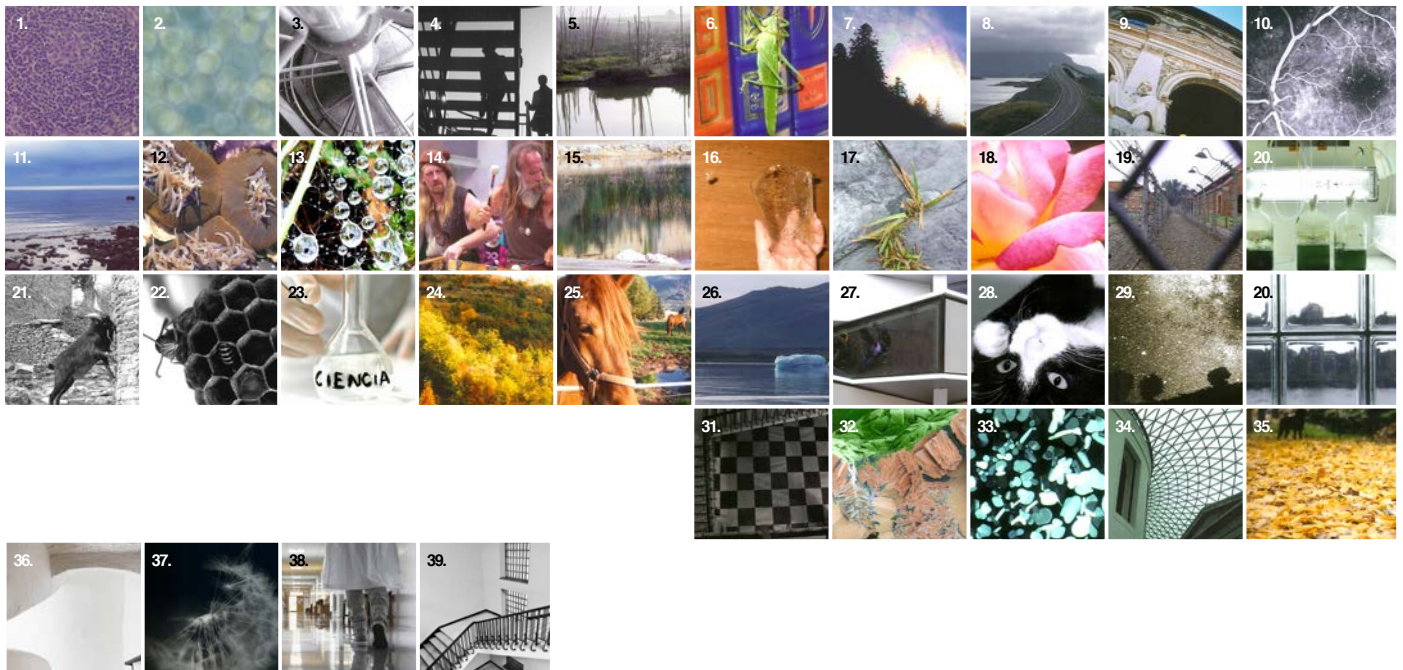 1. 2. 3. 4. 5. 6. 7. 8. 9. 10.
11. 12. 13. 14. 15. 16. 17. 18. 19. 20.
21. 22. 23. 24. 25. 26. 27. 28. 29. 20.
CIENCIA
31. 32. 33. 34. 35.
36. 37. 38. 39.